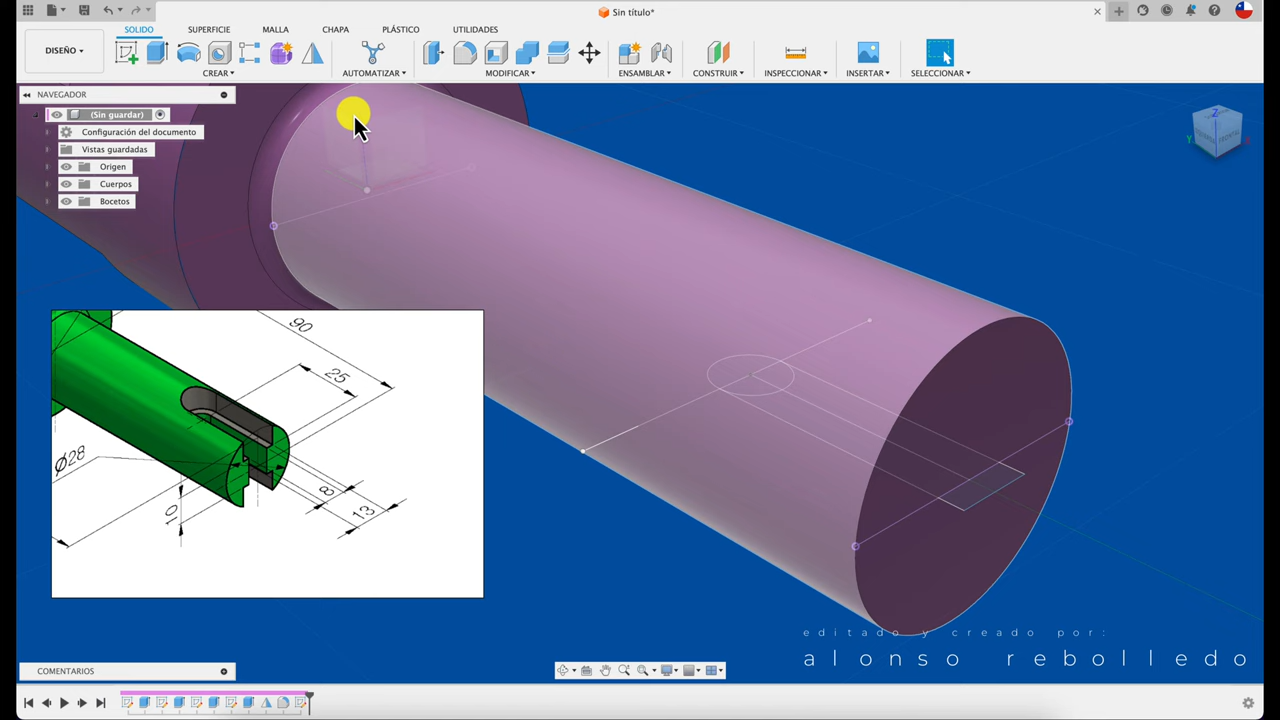 Sin título*
SOLIDO
SUPERFICIE
MALLA
CHAPA
PLÁSTICO
UTILIDADES
DISEÑO
CREAR
AUTOMATIZAR
MODIFICAR
ENSAMBLAR
CONSTRUIR
INSPECCIONAR
INSERTAR
SELECCIONAR
NAVEGADOR
(Sin guardar)
Configuración del documento
Vistas guardadas
Origen
Cuerpos
Bocetos
Z
Y
90
25
Ø28
8
13
10
editado y creado por:
alonso rebolledo
COMENTARIOS